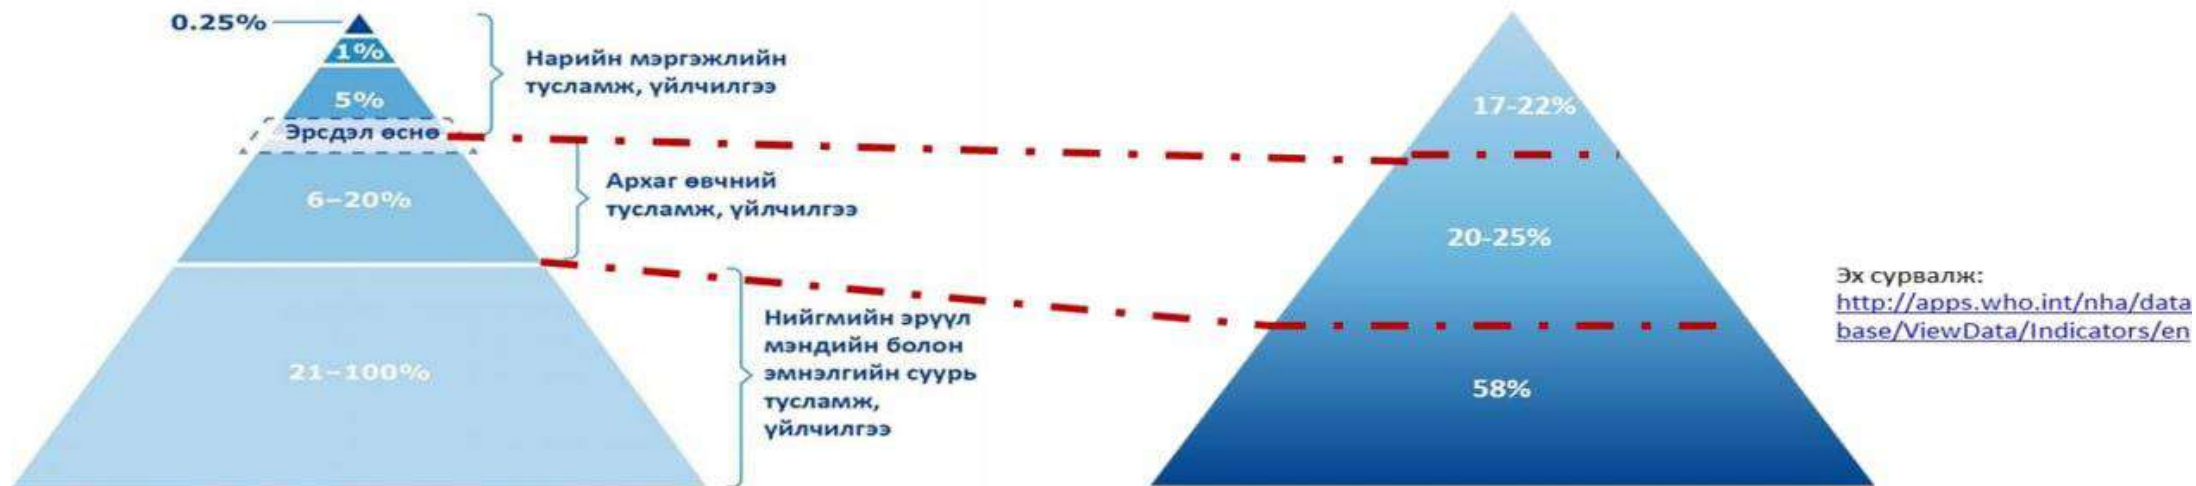 0.25%
1%
5%
Эрсдэл өснө
6–20%
21–100%
Нарийн мэргэжлийн
тусламж, үйлчилгээ
Архаг өвчний
тусламж, үйлчилгээ
Нийгмийн эрүүл
мэндийн болон
эмнэлгийн суурь
тусламж,
үйлчилгээ
17-22%
20-25%
58%
Эх сурвалж:
http://apps.who.int/nha/data
base/ViewData/Indicators/en